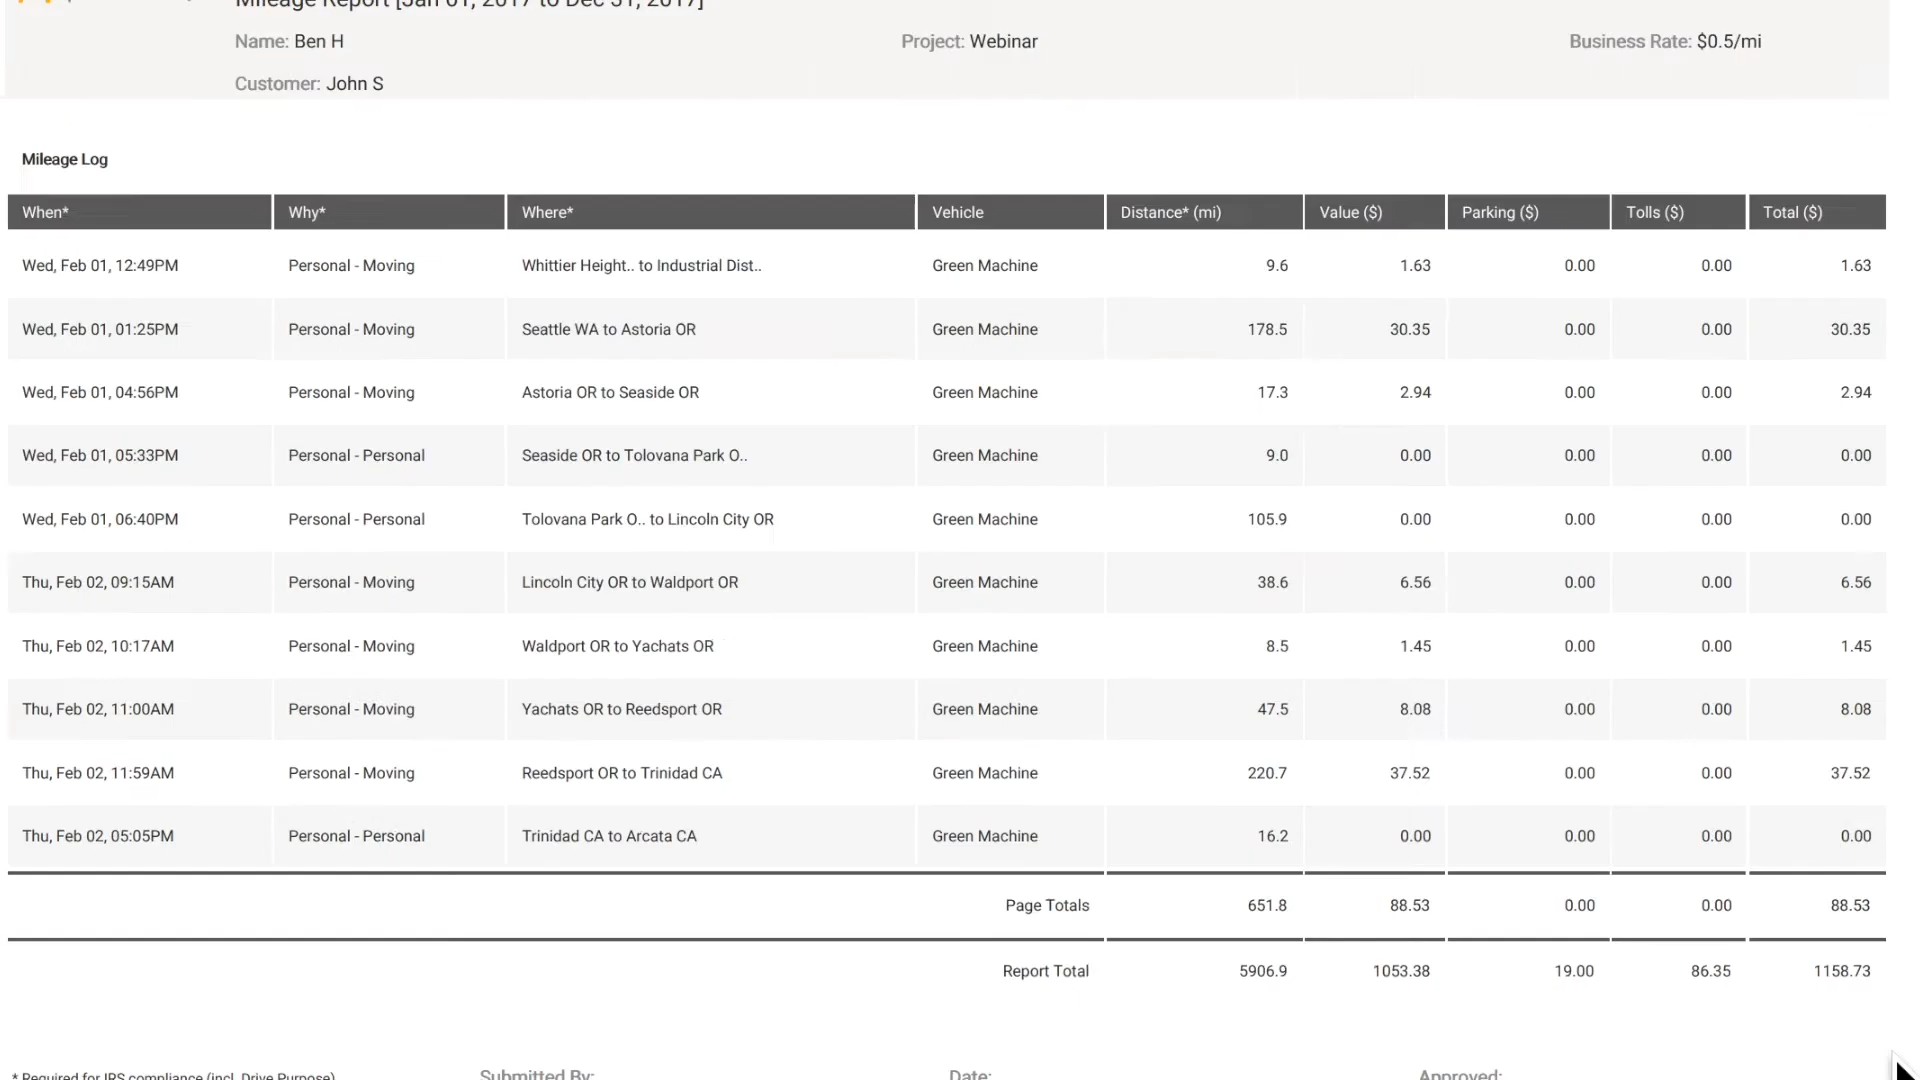 Mileage Report [Jan 01, 2017 to Dec 31, 2017]
Name: Ben H Project: Webinar Business Rate: $0.5/mi
Customer: John S
Mileage Log
When* Why* Where* Vehicle Distance* (mi) Value ($) Parking ($) Tolls ($) Total ($)
Wed, Feb 01, 12:49PM Personal - Moving Whittier Height.. to Industrial Dist.. Green Machine 9.6 1.63 0.00 0.00 1.63
Wed, Feb 01, 01:25PM Personal - Moving Seattle WA to Astoria OR Green Machine 178.5 30.35 0.00 0.00 30.35
Wed, Feb 01, 04:56PM Personal - Moving Astoria OR to Seaside OR Green Machine 17.3 2.94 0.00 0.00 2.94
Wed, Feb 01, 05:33PM Personal - Personal Seaside OR to Tolovana Park O.. Green Machine 9.0 0.00 0.00 0.00 0.00
Wed, Feb 01, 06:40PM Personal - Personal Tolovana Park O.. to Lincoln City OR Green Machine 105.9 0.00 0.00 0.00 0.00
Thu, Feb 02, 09:15AM Personal - Moving Lincoln City OR to Waldport OR Green Machine 38.6 6.56 0.00 0.00 6.56
Thu, Feb 02, 10:17AM Personal - Moving Waldport OR to Yachats OR Green Machine 8.5 1.45 0.00 0.00 1.45
Thu, Feb 02, 11:00AM Personal - Moving Yachats OR to Reedsport OR Green Machine 47.5 8.08 0.00 0.00 8.08
Thu, Feb 02, 11:59AM Personal - Moving Reedsport OR to Trinidad CA Green Machine 220.7 37.52 0.00 0.00 37.52
Thu, Feb 02, 05:05PM Personal - Personal Trinidad CA to Arcata CA Green Machine 16.2 0.00 0.00 0.00 0.00
Page Totals 651.8 88.53 0.00 0.00 88.53
Report Total 5906.9 1053.38 19.00 86.35 1158.73
* Required for IRS compliance (incl. Drive Purpose) Submitted By: Date: Approved: